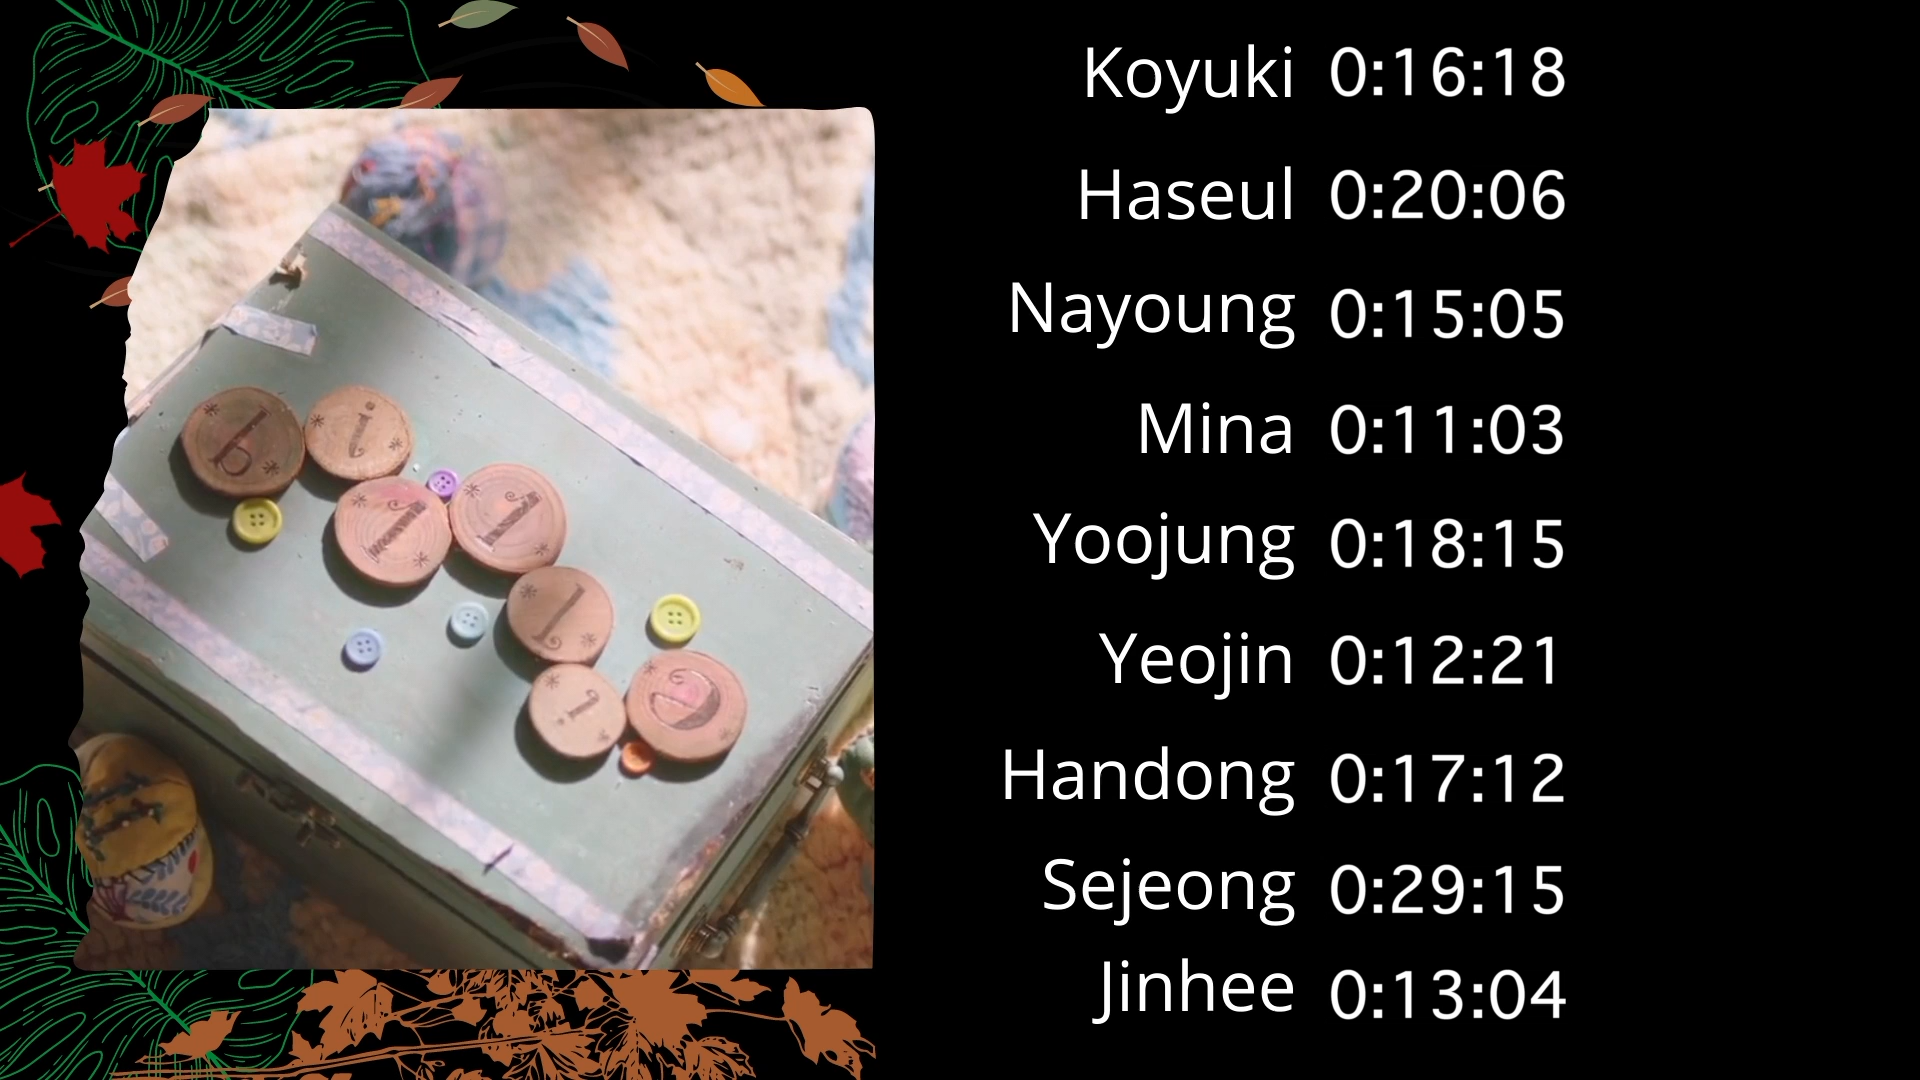 billlie
Koyuki 0:16:18
Haseul 0:20:06
Nayoung 0:15:05
Mina 0:11:03
Yoojung 0:18:15
Yeojin 0:12:21
Handong 0:17:12
Sejeong 0:29:15
Jinhee 0:13:04